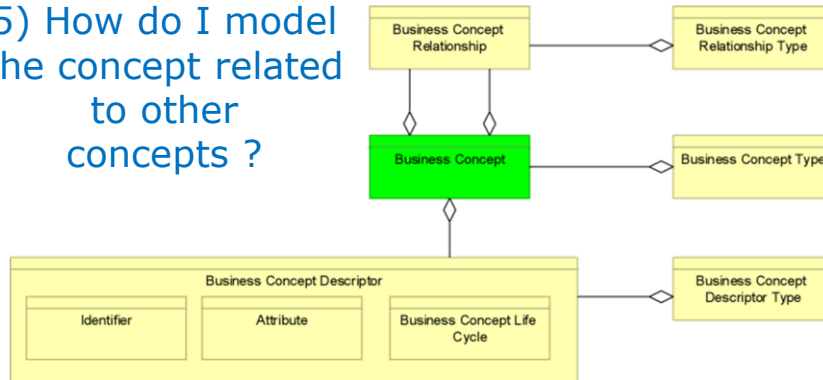 5) How do I model
he concept related
to other
concepts ?
Business Concept
Relationship
Business Concept
Relationship Type
Business Concept
Business Concept Type
Business Concept Descriptor
Identifier
Attribute
Business Concept Life
Cycle
Business Concept
Descriptor Type